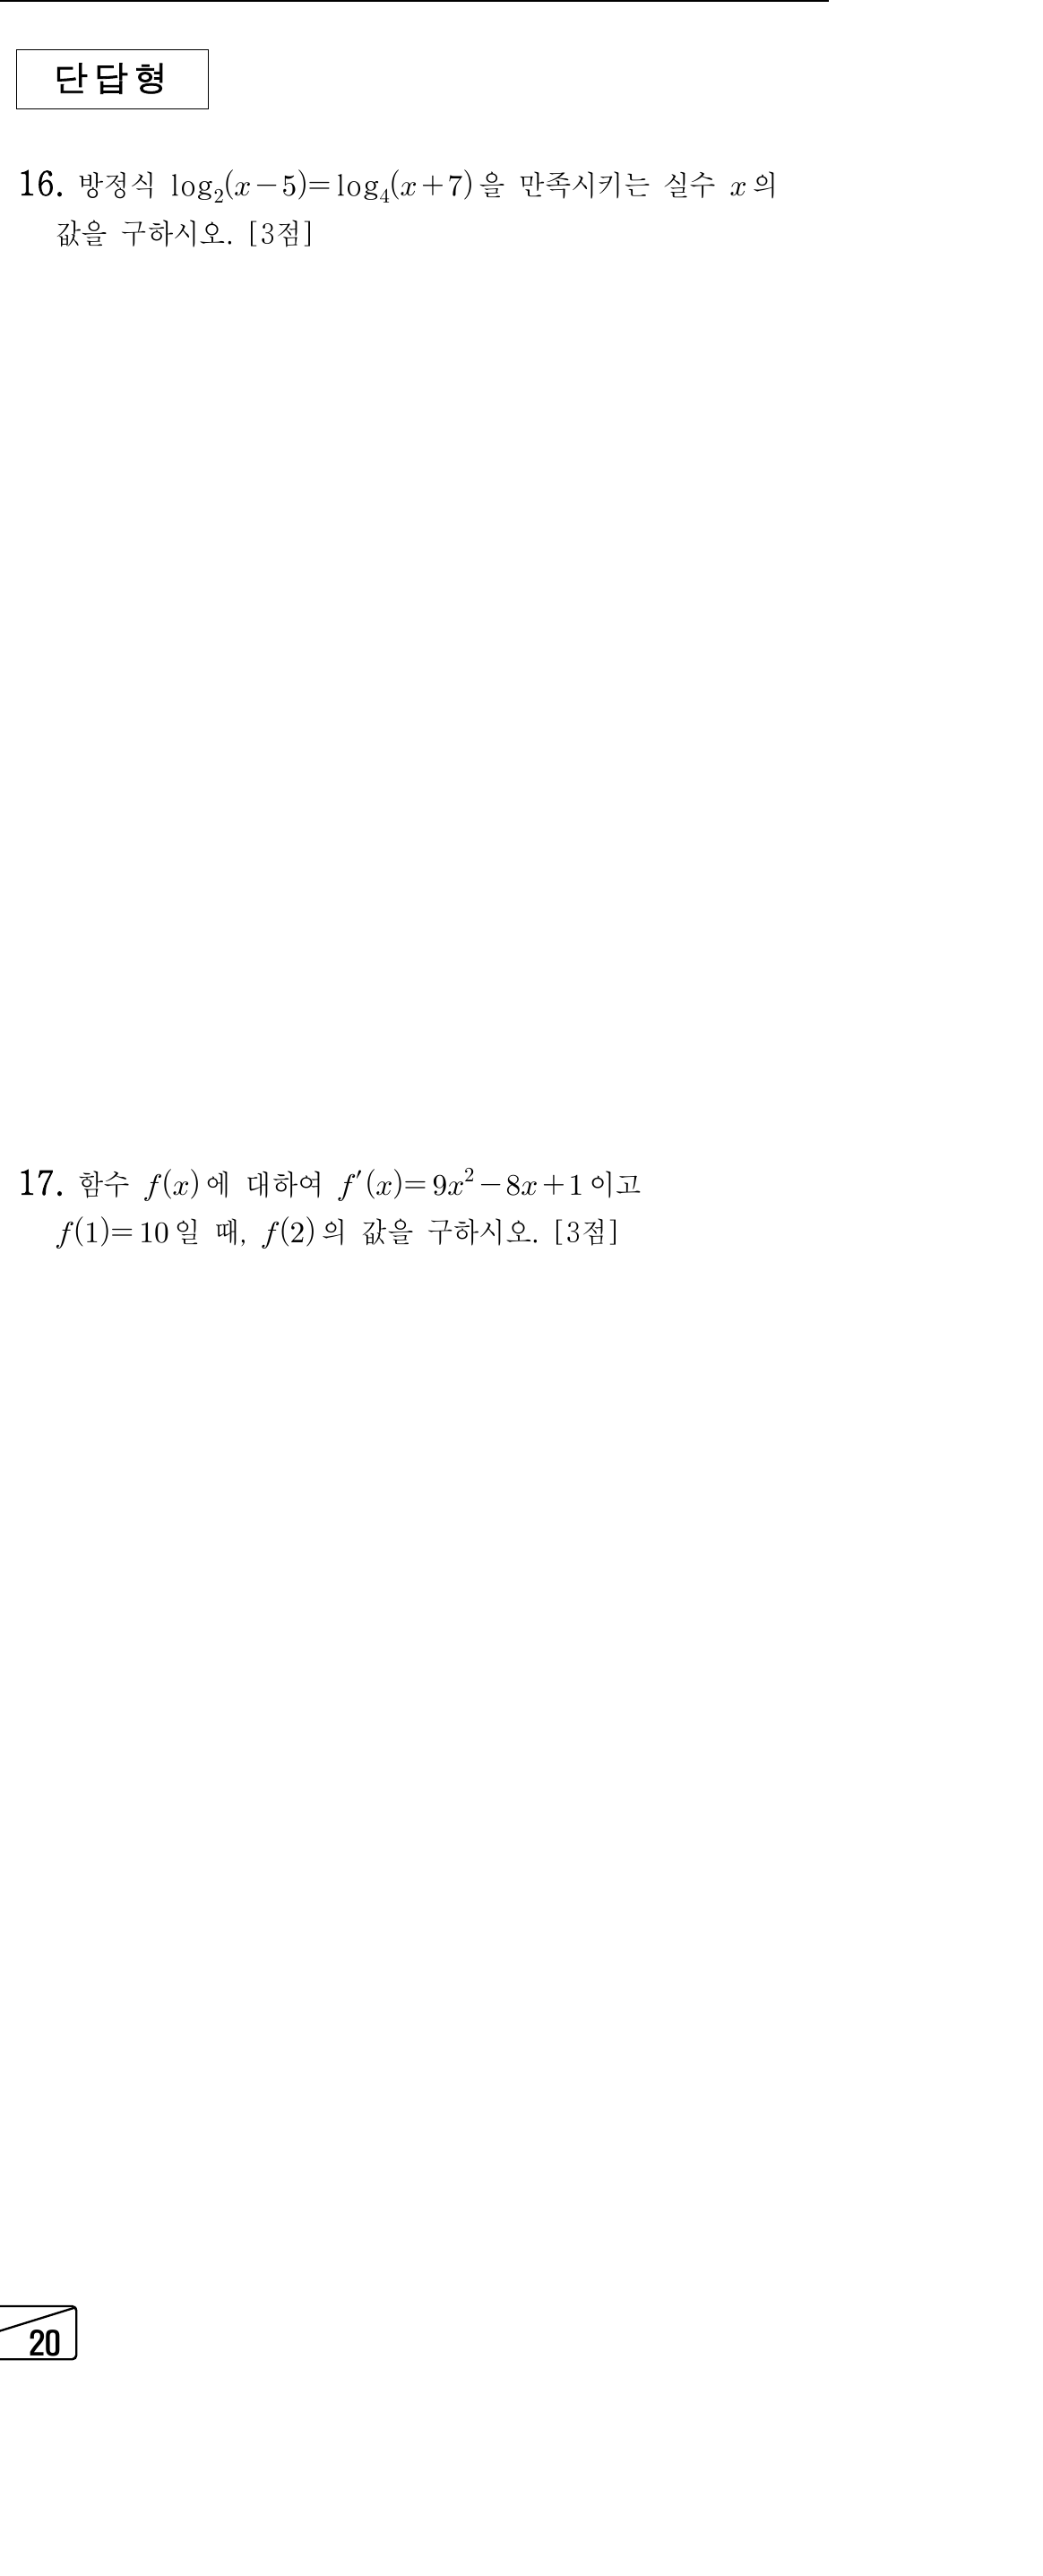 단답형
16. 방정식 log₂(x−5)=log₄(x+7)을 만족시키는 실수 x의
값을 구하시오. [3점]
17. 함수 f(x)에 대하여 f′(x)=9x²−8x+1이고
f(1)=10일 때, f(2)의 값을 구하시오. [3점]
20